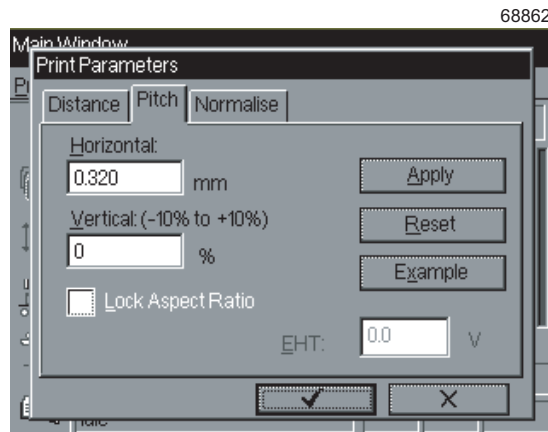 68862
Main Window
Print Parameters
Distance Pitch Normalise
Horizontal:
0.320 mm
Apply
Vertical: (-10% to +10%)
Reset
0 %
Example
Lock Aspect Ratio
EHT: 0.0 V